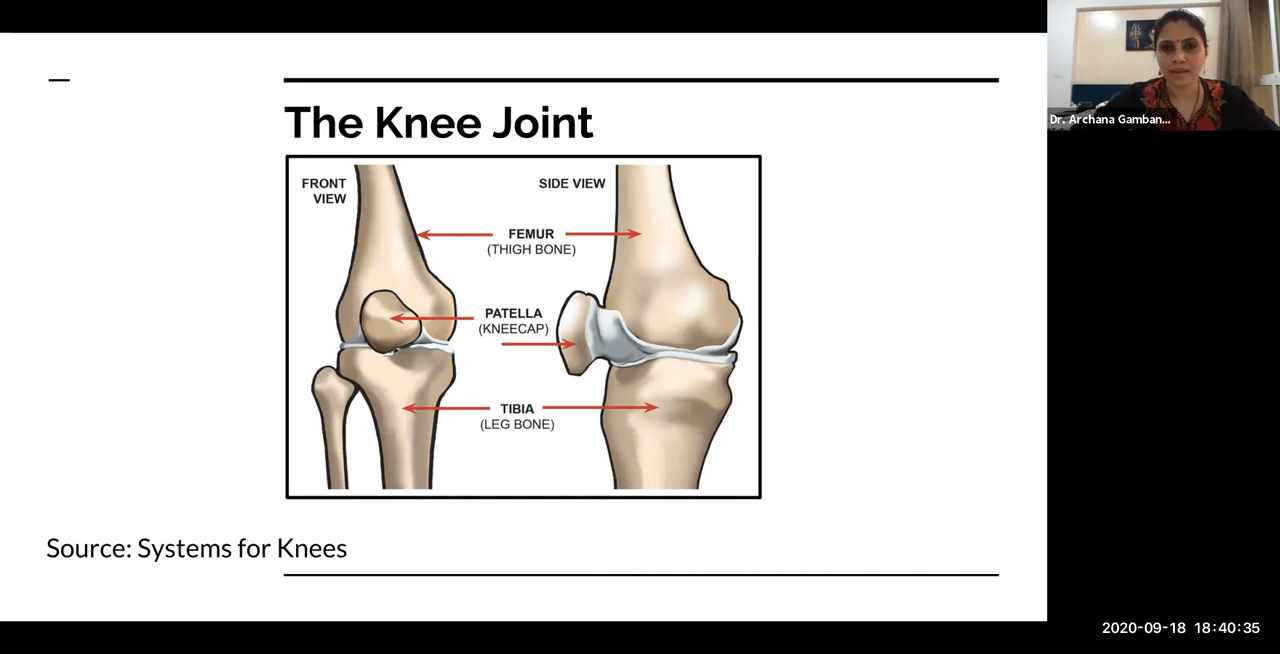 The Knee Joint
FRONT
VIEW
SIDE VIEW
FEMUR
(THIGH BONE)
PATELLA
(KNEECAP)
TIBIA
(LEG BONE)
Source: Systems for Knees
Dr. Archana Gamban...
2020-09-18 18:40:35